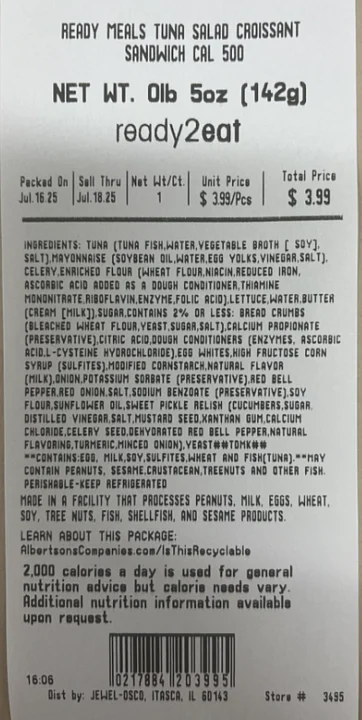 READY MEALS TUNA SALAD CROISSANT
SANDWICH CAL 500
NET WT. 0lb 5oz (142g)
ready2eat
Packed On Sell Thru Net Wt/Ct. Unit Price Total Price
Jul.16.25 Jul.18.25 1 $ 3.99/Pcs $ 3.99
INGREDIENTS: TUNA (TUNA FISH,WATER,VEGETABLE BROTH [ SOY],
SALT),MAYONNAISE (SOYBEAN OIL,WATER,EGG YOLKS,VINEGAR,SALT),
CELERY,ENRICHED FLOUR (WHEAT FLOUR,NIACIN,REDUCED IRON,
ASCORBIC ACID ADDED AS A DOUGH CONDITIONER,THIAMINE
MONONITRATE,RIBOFLAVIN,ENZYME,FOLIC ACID),LETTUCE,WATER,BUTTER
(CREAM [MILK]),SUGAR,CONTAINS 2% OR LESS: BREAD CRUMBS
(BLEACHED WHEAT FLOUR,YEAST,SUGAR,SALT),CALCIUM PROPIONATE
(PRESERVATIVE),CITRIC ACID,DOUGH CONDITIONERS (ENZYMES, ASCORBIC
ACID,L-CYSTEINE HYDROCHLORIDE),EGG WHITES,HIGH FRUCTOSE CORN
SYRUP (SULFITES),MODIFIED CORNSTARCH,NATURAL FLAVOR
(MILK),ONION,POTASSIUM SORBATE (PRESERVATIVE),RED BELL
PEPPER,RED ONION,SALT,SODIUM BENZOATE (PRESERVATIVE),SOY
FLOUR,SUNFLOWER OIL,SWEET PICKLE RELISH (CUCUMBERS,SUGAR,
DISTILLED VINEGAR,SALT,MUSTARD SEED,XANTHAN GUM,CALCIUM
CHLORIDE,CELERY SEED,DEHYDRATED RED BELL PEPPER,NATURAL
FLAVORING,TURMERIC,MINCED ONION),YEAST##TOMK##
**CONTAINS:EGG, MILK,SOY,SULFITES,WHEAT AND FISH(TUNA).**MAY
CONTAIN PEANUTS, SESAME,CRUSTACEAN,TREENUTS AND OTHER FISH.
PERISHABLE-KEEP REFRIGERATED
MADE IN A FACILITY THAT PROCESSES PEANUTS, MILK, EGGS, WHEAT,
SOY, TREE NUTS, FISH, SHELLFISH, AND SESAME PRODUCTS.
LEARN ABOUT THIS PACKAGE:
AlbertsonsCompanies.com/IsThisRecyclable
2,000 calories a day is used for general
nutrition advice but calorie needs vary.
Additional nutrition information available
upon request.
16:06 0217884 203995
Dist by: JEWEL-OSCO, ITASCA, IL 60143 Store # 3495